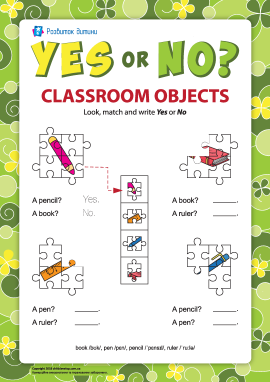 Розвиток дитини
YES OR NO?
CLASSROOM OBJECTS
Look, match and write Yes or No
A pencil? Yes.
A book? No.
A book? ______.
A ruler? ______.
A pen? ______.
A ruler? ______.
A pencil? ______.
A pen? ______.
book /bʊk/, pen /pen/, pencil /ˈpensəl/, ruler /ˈruːlə/